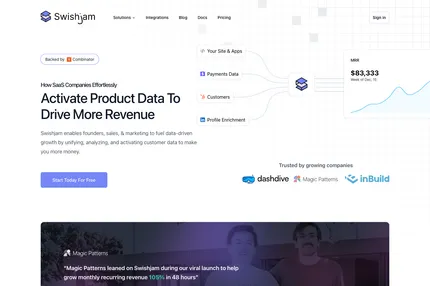 Swishjam
Solutions
Integrations
Blog
Docs
Pricing
Sign in
Backed by Y Combinator
How SaaS Companies Effortlessly
Activate Product Data To
Drive More Revenue
Swishjam enables founders, sales, & marketing to fuel data-driven
growth by unifying, analyzing, and activating customer data to make
you more money.
Start Today For Free
Your Site & Apps
Payments Data
Customers
Profile Enrichment
MRR
$83,333
Week of Dec, 15
Trusted by growing companies
dashdive
Magic Patterns
inBuild
Magic Patterns
"Magic Patterns leaned on Swishjam during our viral launch to help
grow monthly recurring revenue 105% in 48 hours"